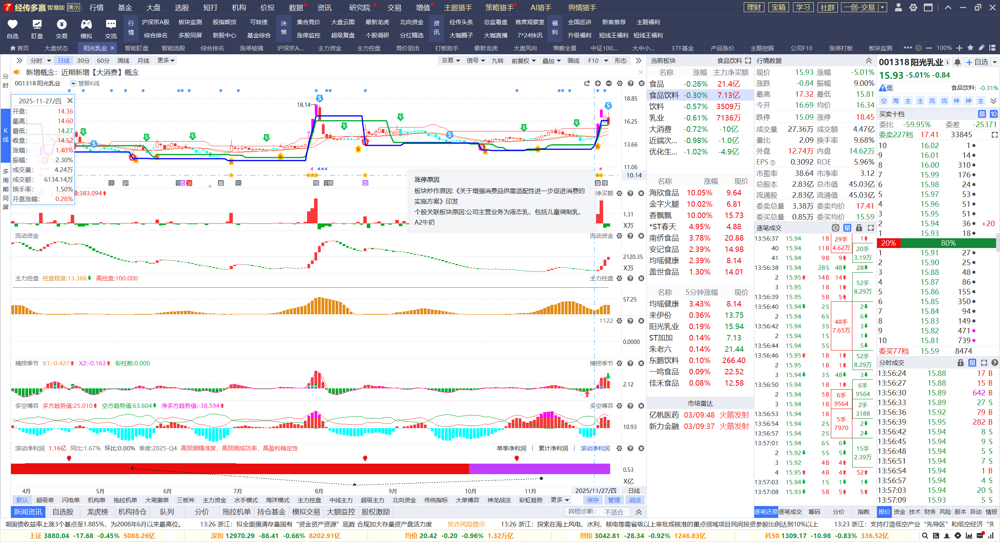 经传多赢 智尊版 演示 行情 基金 大盘 选股 短打 机构 价投 数据 资讯 研究院 交易 增值 主题猎手 策略猎手 AI猎手 舆情猎手 理财 宝箱 学习 社群 一创-交易
自选 盯盘 交易 模拟 交流
行情 沪深京A股 板块监测 股指期货 可转债 决策 集合竞价 大盘云图 最新龙虎 北向资金 资讯 经传头条 总监看盘 首席观察室 福利 全国巡讲 新客推荐 主题福利
综合排名 多股同屏 新股中心 基金综合 涨停监控 超级复盘 个股调研 分红精选 大咖圈子 大咖直播 7*24快讯 升级福利 短线王福利 短线王福利
首页 大盘状态 阳光乳业 智能盯盘 智能选股 综合排名 涨停棱镜 沪深京A... 主力资金 主力控盘 竞价狙击 打板助手 最新龙虎 大盘风向 策略全景 中证100... 大中小... ETF基金 产品涨价 主题挖掘 公司F10 涨停打板 板块监测 100%
分时 日线 30分 60分 周线 月线 更多 交易 信号 九转 前复权 叠加 画线 F10 形态
新增概念：近期新增【大消费】概念
分时
K线
多周期同屏
001318 阳光乳业 慧眼K线
2025-11-27/四
开盘： 14.36
最高： 14.60
最低： 14.27
收盘： 14.52
涨幅： 1.40%
振幅： 2.30%
成交量： 4.24万
成交额： 6134.14万
换手率： 1.50%
开盘涨幅： 0.28%
18.14
18.85
16.25
13.66
11.06
10.14
涨停原因
板块炒作原因:《关于增强消费品供需适配性进一步促进消费的
实施方案》印发
个股关联板块原因:公司主营业务为液态乳，包括儿童调制乳、
A2牛奶
:383.094 净买额
1.31
X万
流动资金 流动资金
2120.35
X万
主力控盘 控盘程度:13.366 高控盘:100.000 主力控盘
57.25
1122
0.0000
捕捞季节 X1:-0.427 X2:-0.163 彩柱数:0.000 捕捞季节
2.12
多空博弈 多方趋势值:25.010 空方趋势值:63.604 净多方趋势值:-38.594 多空博弈
10.93
滚动净利润 1.16亿 同比:1.67% 环比:0.00% 季度:2025-Q4 高预测精准度，高预测成功率，高盈利稳定性 单季净利润 累计净利润 滚动净利润
0.53
X亿
4月 5月 6月 7月 8月 9月 10月 11月 2025/11/27/四 日线
默认 超级单 闪电单 机构单 拖拉机单 大笔撤单 三板斧 主力资金 水手模式 海洋模式 主力控盘 中线主力 超级主力 北向资金 传统指标 大单博弈 神龙战法 彩虹趋势 更多 保存 管理 战法
新闻资讯 自选股 龙虎榜 机构持仓 队列 分价 拖拉机单 持仓基金 模拟交易 大额监控 股权激励 网格诊断： 不适合
当前板块 食品饮料
名称 涨幅 主力净买额
食品 -0.26% 21.4亿
食品饮料 -0.30% 7.13亿
饮料 -0.57% 3509万
乳业 -0.61% 7136万
大消费 -0.72% -10亿
近端次... -0.98% -1.0亿
优化生... -1.02% -4.9亿
名称 涨幅 现价
海欣食品 10.05% 9.64
金字火腿 10.02% 6.81
香飘飘 10.00% 15.73
*ST春天 4.95% 4.88
南侨食品 3.78% 20.88
安记食品 2.39% 14.98
均瑶健康 2.39% 8.14
盖世食品 1.30% 14.01
名称 5分钟涨幅 现价
均瑶健康 3.43% 8.14
来伊份 0.36% 13.75
阳光乳业 0.19% 15.94
ST加加 0.14% 7.13
朱老六 0.14% 21.44
东鹏饮料 0.10% 266.40
一鸣食品 0.09% 22.52
佳禾食品 0.08% 12.58
市场雷达
亿帆医药 03/09:48 火箭发射
新力金融 03/09:37 火箭发射
行情数据
现价 15.93 涨幅 -5.01%
涨跌 -0.84 振幅 9.00%
最高 17.32 最低 15.81
今开 16.69 均价 16.34
跌停 15.09 涨停 18.45
成交量 27.36万 成交额 4.47亿
量比 2.09 换手率 9.68%
外盘 12.74万 内盘 14.62万
EPS③ 0.3092 ROE 5.96%
市盈率 38.64 市净率 3.12
总股本 2.83亿 总市值 45.03亿
流通股 2.83亿 流通值 45.03亿
委卖总量 3.38万 委卖均价 17.41
委买总量 0.85万 委买均价 15.59
逐笔成交 单 量
13:56:37 15.94 1 B 29手 1
40 15.94 11 B 4.62万 20手
41 15.94 9 B 9 3.19万
13:56:38 15.94 28 S 48 28
2 15.95 14 B 14 52手
3 15.95 1 B 1 8.29万
13:56:39 15.95 5 B 5
13:56:40 15.94 2 S 2
2 15.94 6 S 48手 6
13:56:42 15.94 3 S 7.65万 3
2 15.94 1 S 1
13:56:44 15.94 5 S 5
13:56:46 15.95 1 B 1 52手
2 15.95 1 B 1 8.29万
3 15.94 3 S 48 3
13:56:50 15.94 1 B 1 6手
2 15.94 5 B 6手 9564
3 15.94 1 B 9564 2手
13:56:53 15.94 1 B 5手 3188
13:56:54 15.94 2 S 7970 2
13:56:57 15.94 2 S 2
13:57:01 15.94 6 S 6 15手
2 15.92 5 S 5 2.39万
3 15.92 4 B 4
4 15.95 4 B 4 52
13:57:03 15.94 1 S 1 1
13:57:08 15.93 5 B 5 5
逐笔还原 逐笔成交 筹码 分价 指数
001318 阳光乳业 自选
15.93 -5.01% -0.84
低 食品饮料: -0.31%
空 海 主 主 流 流 神 神 主
买卖十档 量 10
委比 -59.95% 委差 -25371
委卖227档 17.41 33845
10 16.02 1
9 16.01 14
8 16.00 310
7 15.99 176
6 15.98 24
5 15.97 53
4 15.96 51
3 15.95 51
2 15.94 36 +20
1 15.93 18
20% 80%
1 15.91 27
2 15.90 25
3 15.88 48
4 15.87 86
5 15.86 155
6 15.85 350
7 15.84 94
8 15.83 149
9 15.82 471
10 15.81 739
委买77档 15.59 8474
分时成交 量
13:56:24 15.88 17 B
13:56:27 15.88 15 B
13:56:30 15.89 642 B
13:56:33 15.89 27 S
13:56:36 15.92 79 B
13:56:39 15.95 282 B
13:56:42 15.94 8 S
13:56:45 15.94 9 S
13:56:48 15.94 5 S
13:56:51 15.94 7 S
13:56:54 15.94 1 B
13:56:57 15.94 4 S
13:57:03 15.94 20 S
13:57:09 15.93 5 S
报价 资金 技术 财务 风险 股本 异动 情报
期国债收益率上涨3个基点至1.885%，为2008年6月以来最高位。 13:26 浙江：拟全面摸清存量国有“资金资产资源”底数 合规加大存量资产盘活力度 反诈风险提示 13:26 浙江：探索在海上风电、水利、核电等需省级以上审批或核准的重点领域项目民间投资参股比例达到10%以上 13:23 浙江：支持打造低空产业“先导区”和低空经济“先
上证 3880.04 -17.68 -0.45% 5088.26亿 深指 12970.29 -86.41 -0.66% 8202.91亿 均价 20.42 -0.20 -0.96% 1.32万亿 创指 3042.81 -28.34 -0.92% 1246.83亿 科50 1309.17 -10.98 -0.83% 336.52亿